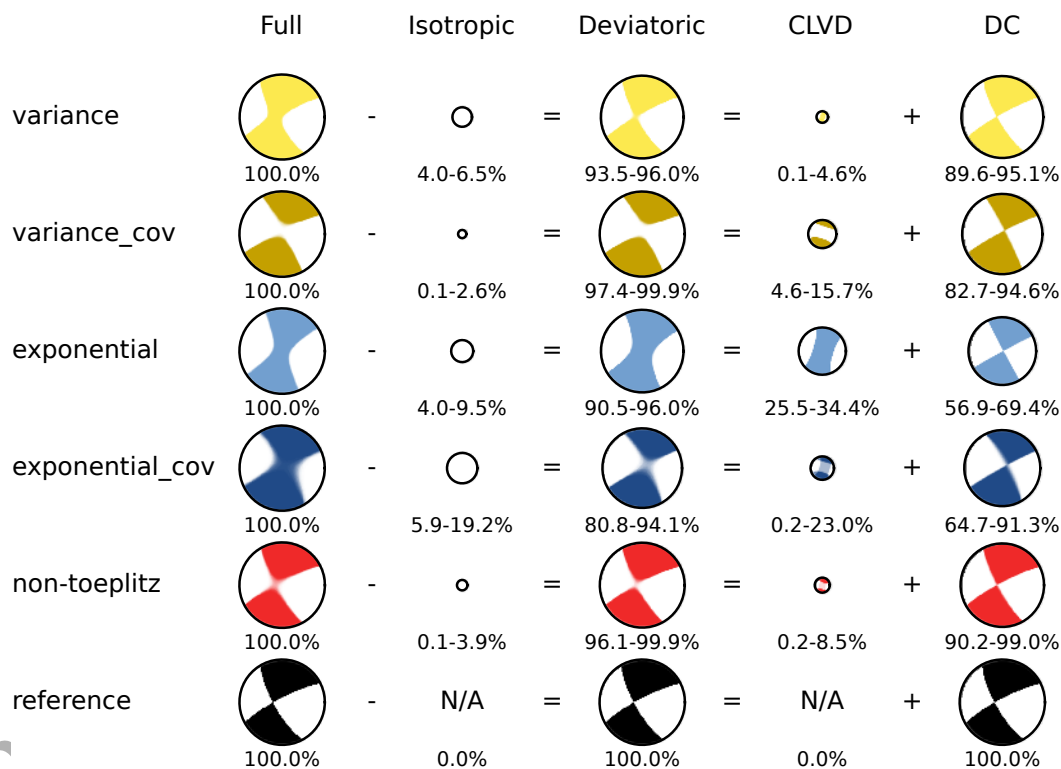 Full Isotropic Deviatoric CLVD DC
variance - = = +
100.0% 4.0-6.5% 93.5-96.0% 0.1-4.6% 89.6-95.1%
variance_cov - = = +
100.0% 0.1-2.6% 97.4-99.9% 4.6-15.7% 82.7-94.6%
exponential - = = +
100.0% 4.0-9.5% 90.5-96.0% 25.5-34.4% 56.9-69.4%
exponential_cov - = = +
100.0% 5.9-19.2% 80.8-94.1% 0.2-23.0% 64.7-91.3%
non-toeplitz - = = +
100.0% 0.1-3.9% 96.1-99.9% 0.2-8.5% 90.2-99.0%
reference - N/A = = N/A +
100.0% 0.0% 100.0% 0.0% 100.0%